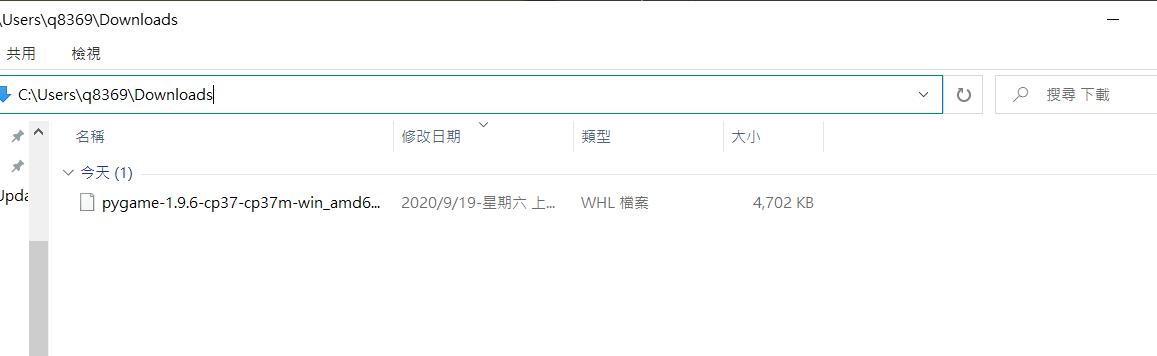 \Users\q8369\Downloads
共用 檢視
C:\Users\q8369\Downloads 搜尋 下載
名稱 修改日期 類型 大小
今天 (1)
Upda
pygame-1.9.6-cp37-cp37m-win_amd6... 2020/9/19-星期六 上... WHL 檔案 4,702 KB